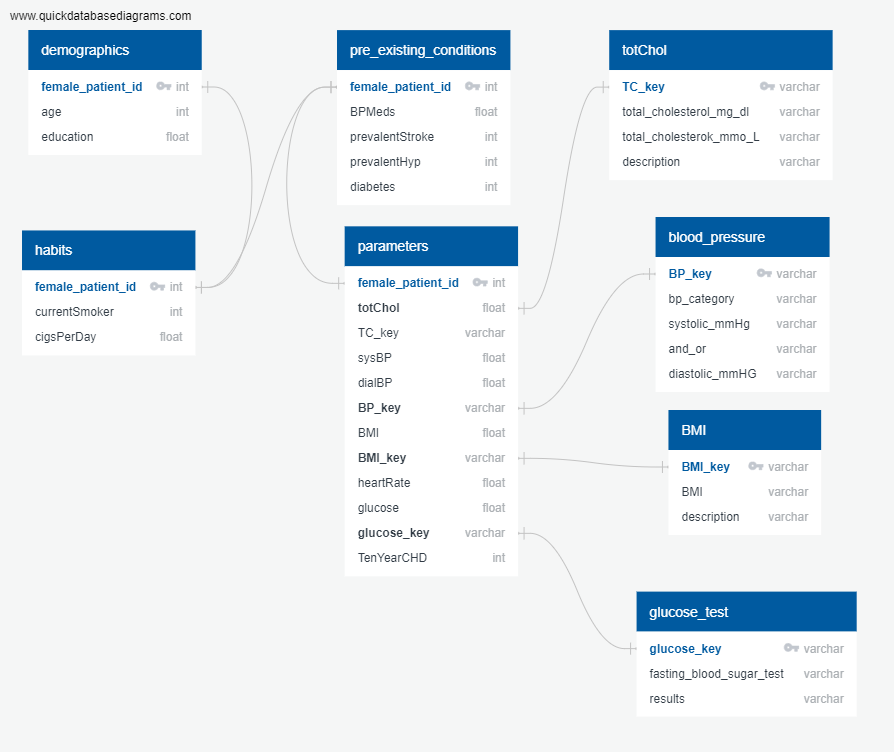 www.quickdatabasediagrams.com
demographics
female_patient_id int
age int
education float
pre_existing_conditions
female_patient_id int
BPMeds float
prevalentStroke int
prevalentHyp int
diabetes int
totChol
TC_key varchar
total_cholesterol_mg_dl varchar
total_cholesterok_mmo_L varchar
description varchar
habits
female_patient_id int
currentSmoker int
cigsPerDay float
parameters
female_patient_id int
totChol float
TC_key varchar
sysBP float
dialBP float
BP_key varchar
BMI float
BMI_key varchar
heartRate float
glucose float
glucose_key varchar
TenYearCHD int
blood_pressure
BP_key varchar
bp_category varchar
systolic_mmHg varchar
and_or varchar
diastolic_mmHG varchar
BMI
BMI_key varchar
BMI varchar
description varchar
glucose_test
glucose_key varchar
fasting_blood_sugar_test varchar
results varchar